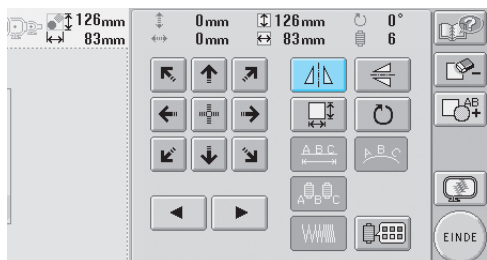 126mm
83mm
0mm 126mm 0°
0mm 83mm 6
ABC
ABC
ABC
EINDE